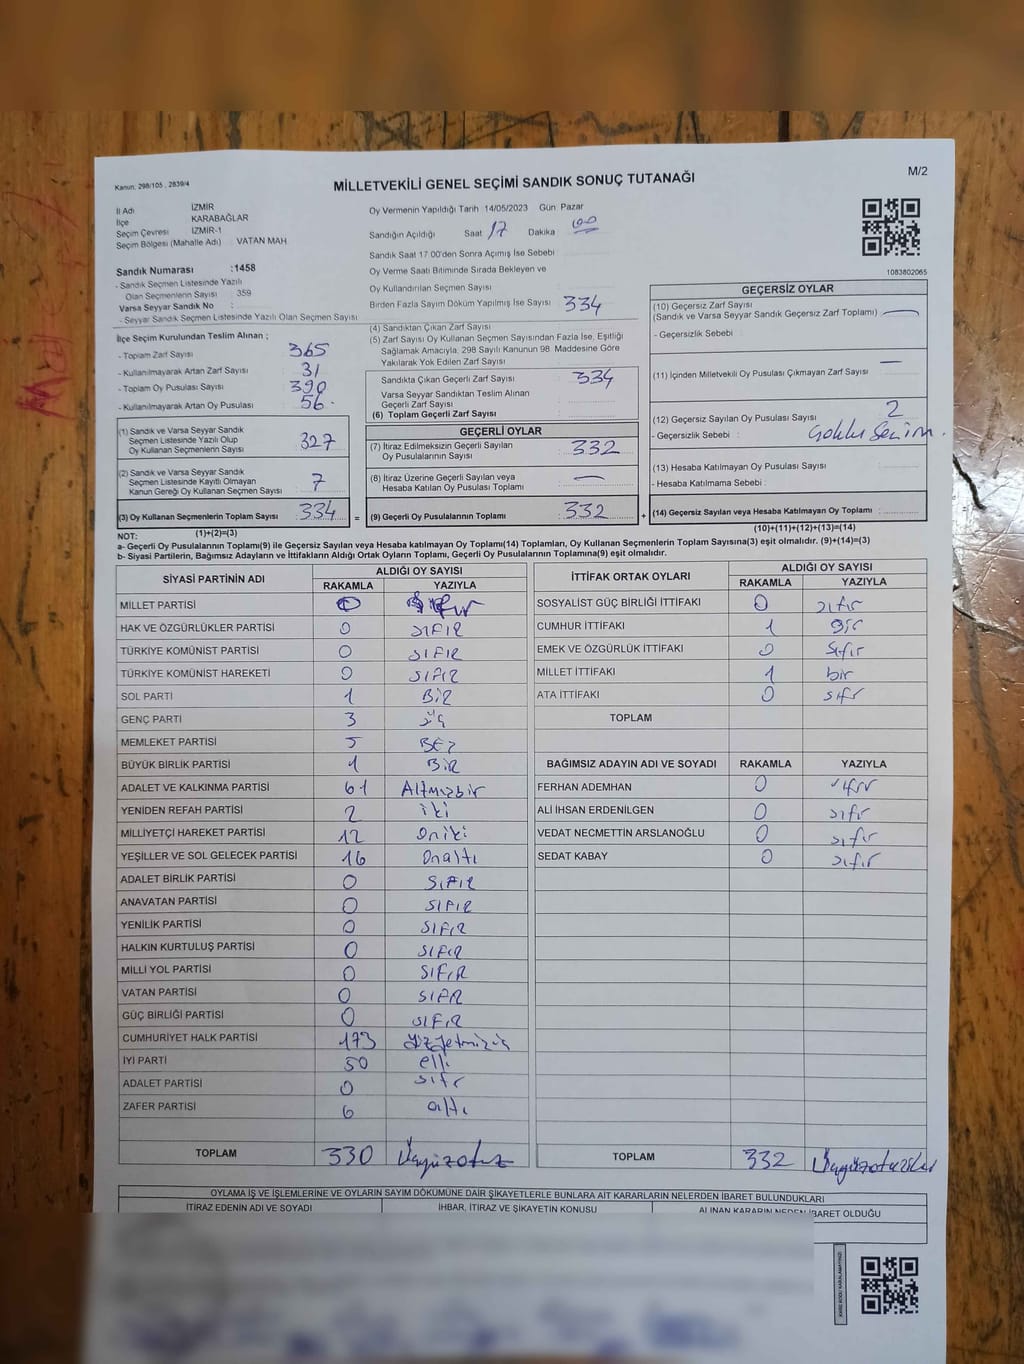 Kanun: 298/105 , 2839/4
MİLLETVEKİLİ GENEL SEÇİMİ SANDIK SONUÇ TUTANAĞI
M/2
İl Adı İZMİR
İlçe KARABAĞLAR
Seçim Çevresi İZMİR-1
Seçim Bölgesi (Mahalle Adı) : VATAN MAH
Sandık Numarası :1458
- Sandık Seçmen Listesinde Yazılı
Olan Seçmenlerin Sayısı : 359
Varsa Seyyar Sandık No :
- Seyyar Sandık Seçmen Listesinde Yazılı Olan Seçmen Sayısı
Oy Vermenin Yapıldığı Tarih 14/05/2023 Gün Pazar
Sandığın Açıldığı Saat 17 Dakika 00
Sandık Saat 17:00'den Sonra Açımış İse Sebebi
Oy Verme Saati Bitiminde Sırada Bekleyen ve
Oy Kullandırılan Seçmen Sayısı
Birden Fazla Sayım Döküm Yapılmış İse Sayısı 334
1083802065
İlçe Seçim Kurulundan Teslim Alınan ;
- Toplam Zarf Sayısı 365
- Kullanılmayarak Artan Zarf Sayısı 31
- Toplam Oy Pusulası Sayısı 390
- Kullanılmayarak Artan Oy Pusulası 56
(1) Sandık ve Varsa Seyyar Sandık
Seçmen Listesinde Yazılı Olup
Oy Kullanan Seçmenlerin Sayısı 327
(2) Sandık ve Varsa Seyyar Sandık
Seçmen Listesinde Kayıtlı Olmayan
Kanun Gereği Oy Kullanan Seçmen Sayısı 7
(3) Oy Kullanan Seçmenlerin Toplam Sayısı 334 =
(1)+(2)=(3)
(4) Sandıktan Çıkan Zarf Sayısı
(5) Zarf Sayısı Oy Kullanan Seçmen Sayısından Fazla İse, Eşitliği
Sağlamak Amacıyla, 298 Sayılı Kanunun 98. Maddesine Göre
Yakılarak Yok Edilen Zarf Sayısı
Sandıkta Çıkan Geçerli Zarf Sayısı 334
Varsa Seyyar Sandıktan Teslim Alınan
Geçerli Zarf Sayısı
(6) Toplam Geçerli Zarf Sayısı
GEÇERLİ OYLAR
(7) İtiraz Edilmeksizin Geçerli Sayılan
Oy Pusulalarının Sayısı 332
(8) İtiraz Üzerine Geçerli Sayılan veya
Hesaba Katılan Oy Pusulası Toplamı —
(9) Geçerli Oy Pusulalarının Toplamı 332 +
GEÇERSİZ OYLAR
(10) Geçersiz Zarf Sayısı
(Sandık ve Varsa Seyyar Sandık Geçersiz Zarf Toplamı) —
- Geçersizlik Sebebi :
(11) İçinden Milletvekili Oy Pusulası Çıkmayan Zarf Sayısı —
(12) Geçersiz Sayılan Oy Pusulası Sayısı 2
- Geçersizlik Sebebi : Çoklu Seçim.
(13) Hesaba Katılmayan Oy Pusulası Sayısı
- Hesaba Katılmama Sebebi :
(14) Geçersiz Sayılan veya Hesaba Katılmayan Oy Toplamı
(10)+(11)+(12)+(13)=(14)
NOT:
a- Geçerli Oy Pusulasının Toplamı(9) ile Geçersiz Sayılan veya Hesaba katılmayan Oy Toplamı(14) Toplamları, Oy Kullanan Seçmenlerin Toplam Sayısına(3) eşit olmalıdır. (9)+(14)=(3)
b- Siyasi Partilerin, Bağımsız Adayların ve İttifakların Aldığı Ortak Oyların Toplamı, Geçerli Oy Pusulalarının Toplamına(9) eşit olmalıdır.
SİYASİ PARTİNİN ADI ALDIĞI OY SAYISI
RAKAMLA YAZIYLA
MİLLET PARTİSİ 0 Sıfır
HAK VE ÖZGÜRLÜKLER PARTİSİ 0 SIFIR
TÜRKİYE KOMÜNİST PARTİSİ 0 SIFIR
TÜRKİYE KOMÜNİST HAREKETİ 0 SIFIR
SOL PARTİ 1 BİR
GENÇ PARTİ 3 üç
MEMLEKET PARTİSİ 5 BEŞ
BÜYÜK BİRLİK PARTİSİ 1 BİR
ADALET VE KALKINMA PARTİSİ 61 Altmışbir
YENİDEN REFAH PARTİSİ 2 iki
MİLLİYETÇİ HAREKET PARTİSİ 12 Oniki
YEŞİLLER VE SOL GELECEK PARTİSİ 16 Onaltı
ADALET BİRLİK PARTİSİ 0 SIFIR
ANAVATAN PARTİSİ 0 SIFIR
YENİLİK PARTİSİ 0 SIFIR
HALKIN KURTULUŞ PARTİSİ 0 SIFIR
MİLLİ YOL PARTİSİ 0 SIFIR
VATAN PARTİSİ 0 SIFIR
GÜÇ BİRLİĞİ PARTİSİ 0 SIFIR
CUMHURİYET HALK PARTİSİ 173 Yüzyetmişüç
İYİ PARTİ 50 elli
ADALET PARTİSİ 0 sıfır
ZAFER PARTİSİ 6 altı
TOPLAM 330 Üçyüzotuz
İTTİFAK ORTAK OYLARI ALDIĞI OY SAYISI
RAKAMLA YAZIYLA
SOSYALİST GÜÇ BİRLİĞİ İTTİFAKI 0 sıfır
CUMHUR İTTİFAKI 1 Bir
EMEK VE ÖZGÜRLÜK İTTİFAKI 0 Sıfır
MİLLET İTTİFAKI 1 bir
ATA İTTİFAKI 0 sıfır
TOPLAM
BAĞIMSIZ ADAYIN ADI VE SOYADI RAKAMLA YAZIYLA
FERHAN ADEMHAN 0 sıfır
ALİ İHSAN ERDENİLGEN 0 sıfır
VEDAT NECMETTİN ARSLANOĞLU 0 sıfır
SEDAT KABAY 0 sıfır
TOPLAM 332 Üçyüzotuziki
OYLAMA İŞ VE İŞLEMLERİNE VE OYLARIN SAYIM DÖKÜMÜNE DAİR ŞİKAYETLERLE BUNLARA AİT KARARLARIN NELERDEN İBARET BULUNDUKLARI
İTİRAZ EDENİN ADI VE SOYADI İHBAR, İTİRAZ VE ŞİKAYETİN KONUSU ALINAN KARARIN NEDEN İBARET OLDUĞU